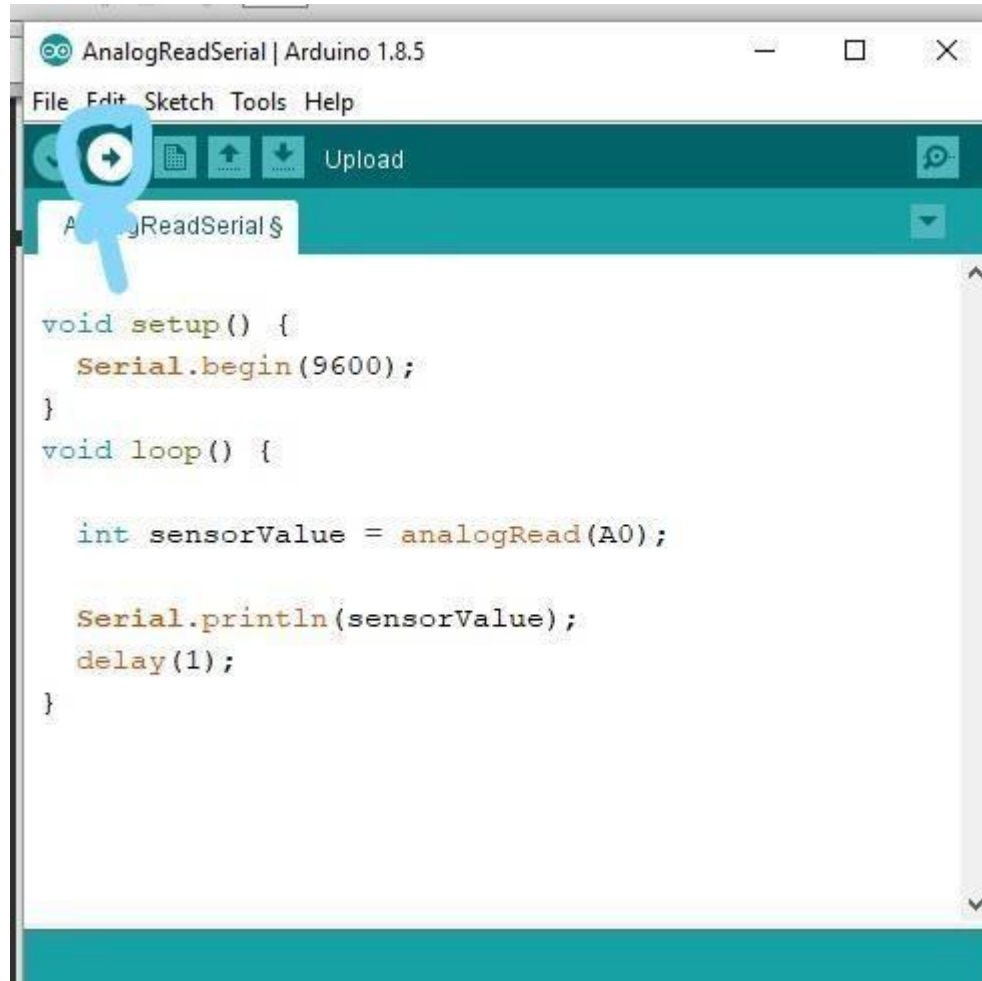 AnalogReadSerial | Arduino 1.8.5
File Edit Sketch Tools Help
Upload
void setup() {
Serial.begin(9600);
}
void loop() {
int sensorValue = analogRead(A0);
Serial.println(sensorValue);
delay(1);
}